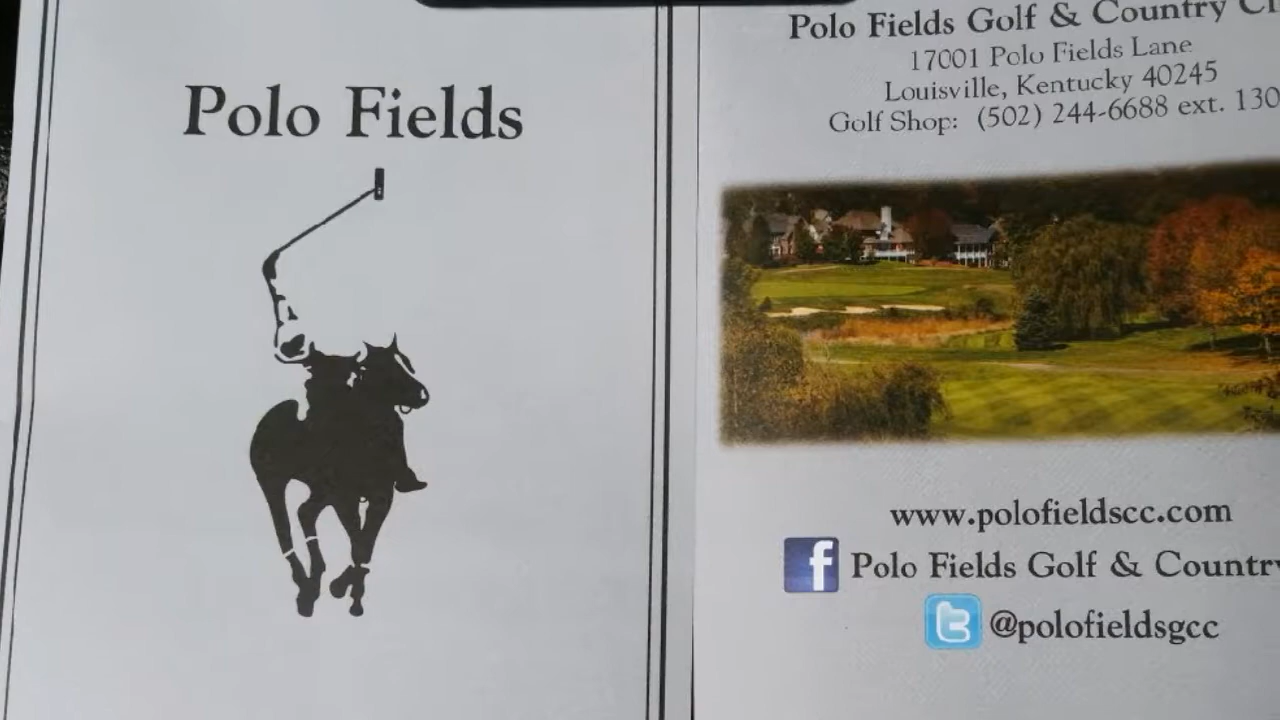 Polo Fields
Polo Fields Golf & Country
17001 Polo Fields Lane
Louisville, Kentucky 40245
Golf Shop: (502) 244-6688 ext. 130
www.polofieldscc.com
f Polo Fields Golf & Country
t @polofieldsgcc